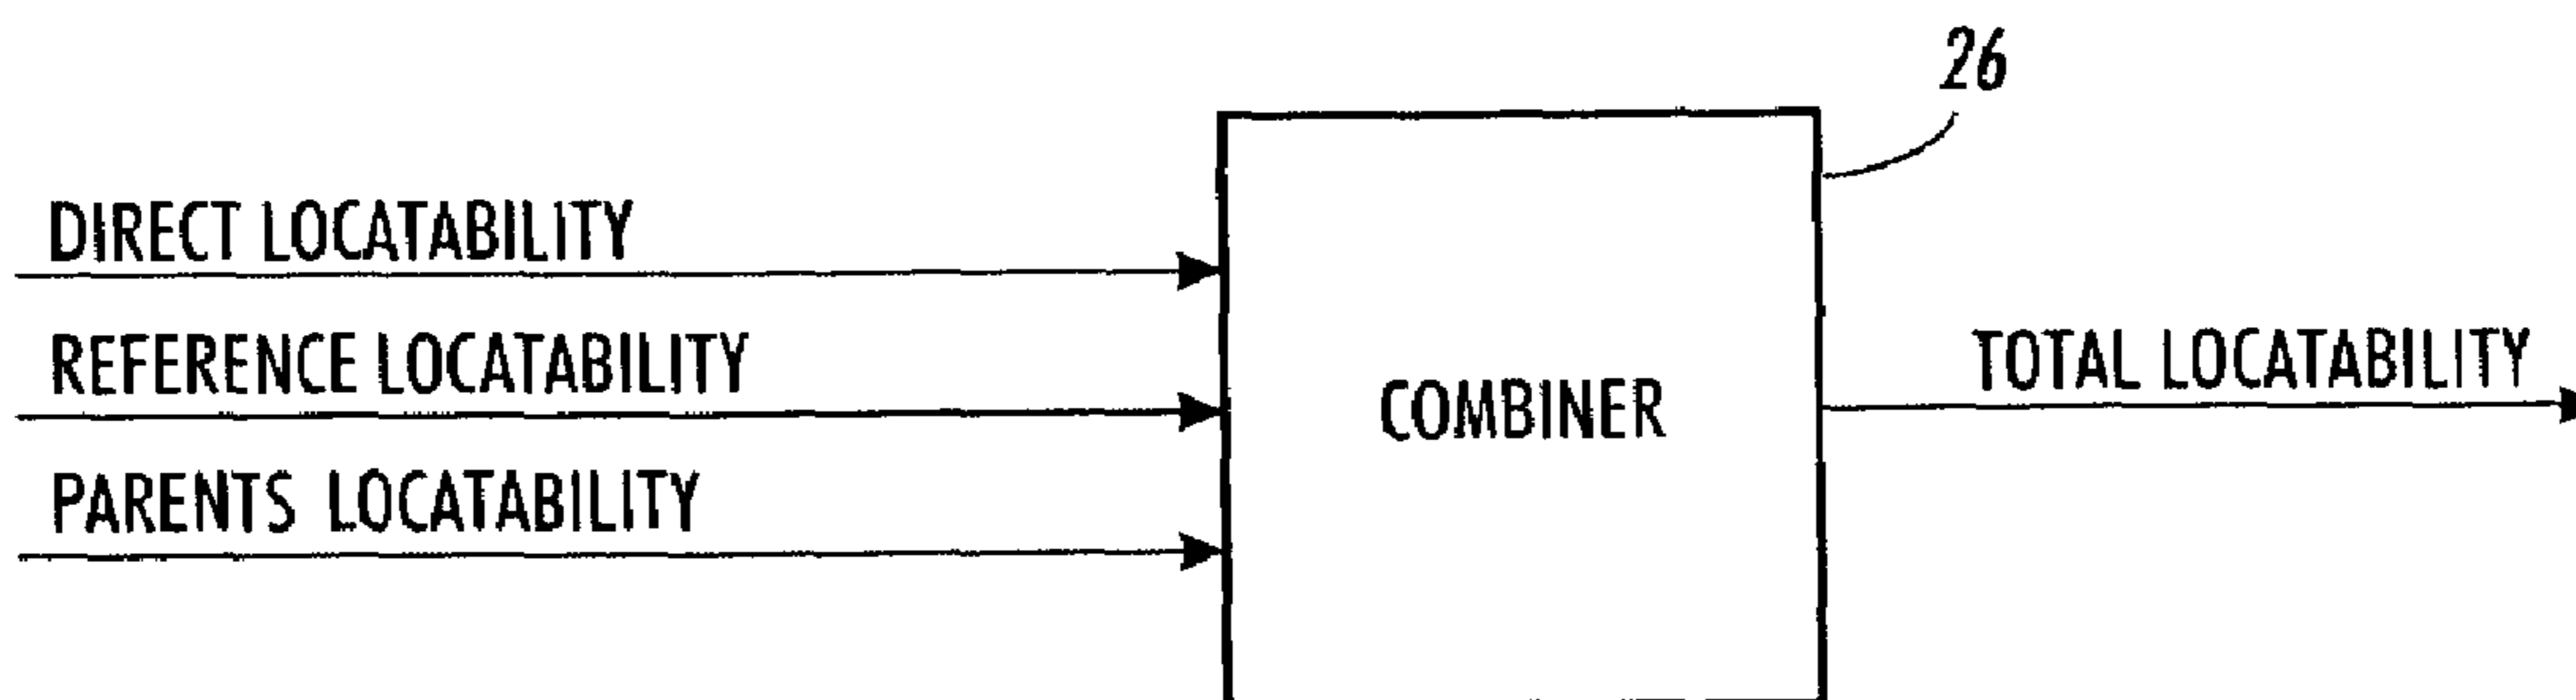 26
DIRECT LOCATABILITY
REFERENCE LOCATABILITY
PARENTS LOCATABILITY
COMBINER
TOTAL LOCATABILITY